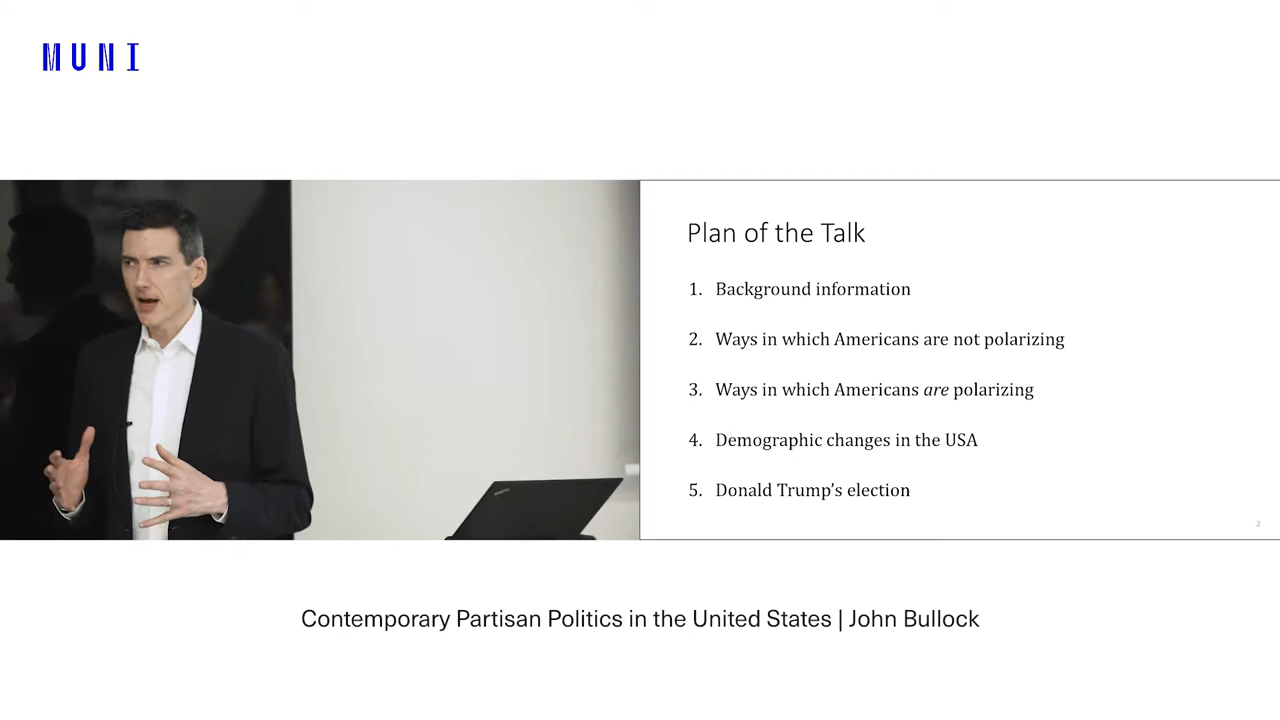 MUNI
Plan of the Talk
1. Background information
2. Ways in which Americans are not polarizing
3. Ways in which Americans are polarizing
4. Demographic changes in the USA
5. Donald Trump’s election
2
Contemporary Partisan Politics in the United States | John Bullock